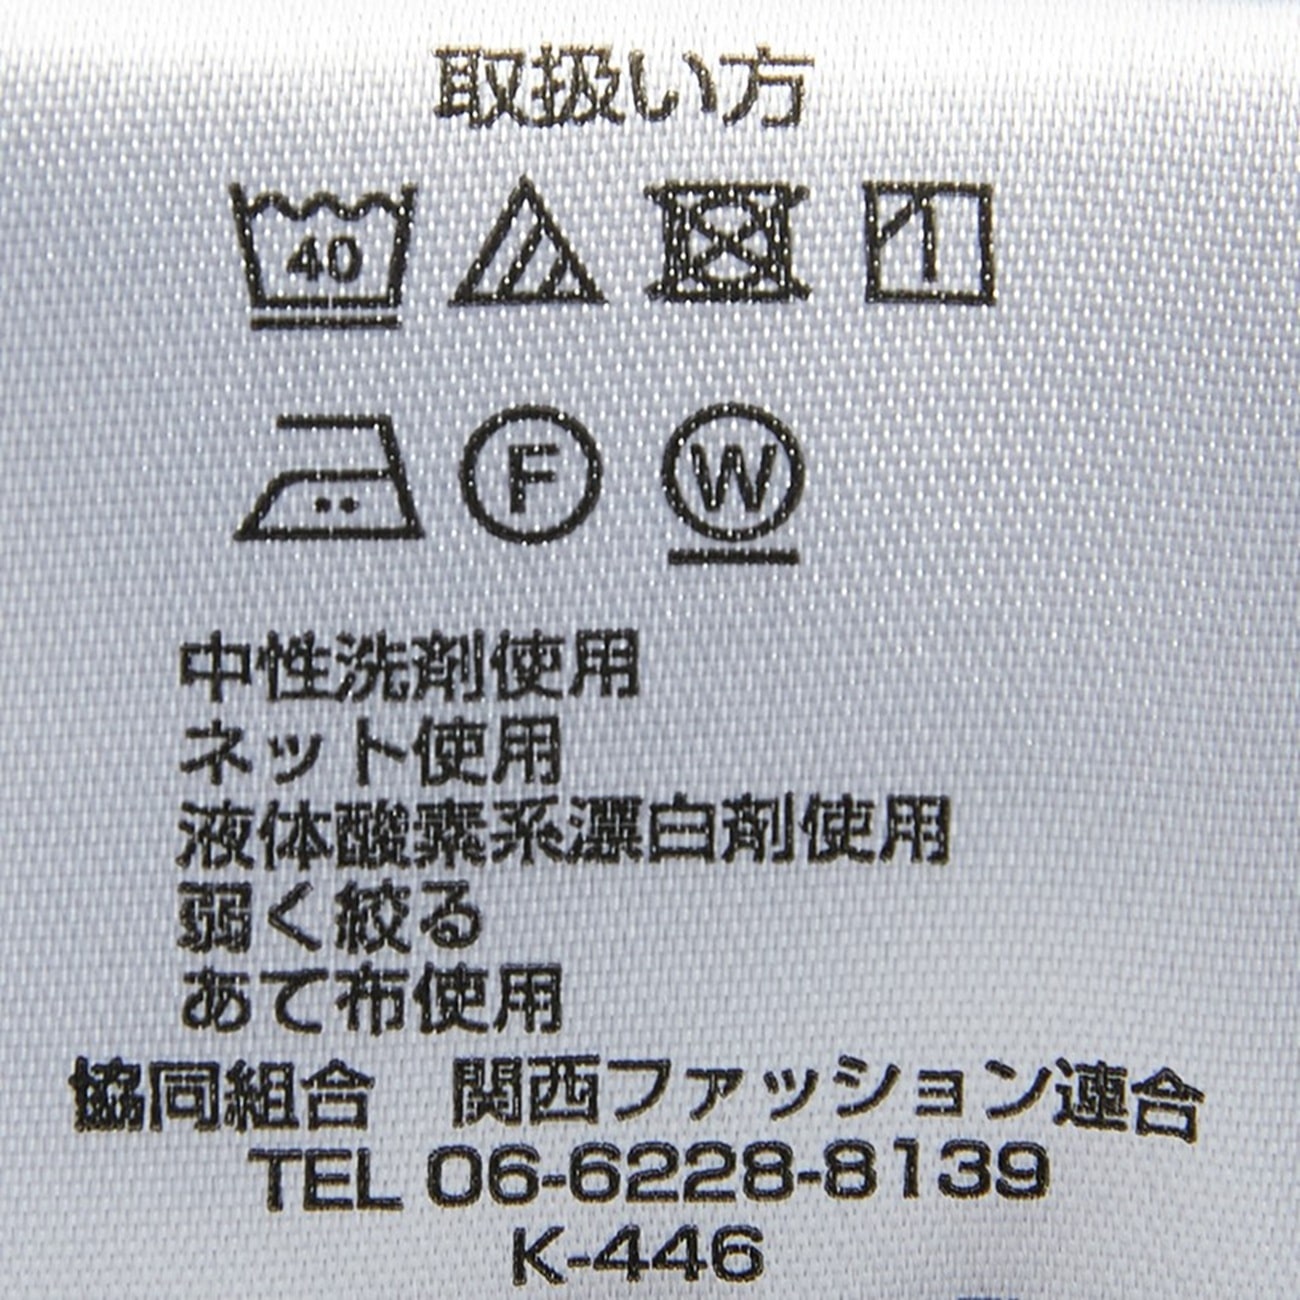 取扱い方
40
F W
中性洗剤使用
ネット使用
液体酸素系漂白剤使用
弱く絞る
あて布使用
協同組合　関西ファッション連合
TEL 06-6228-8139
K-446